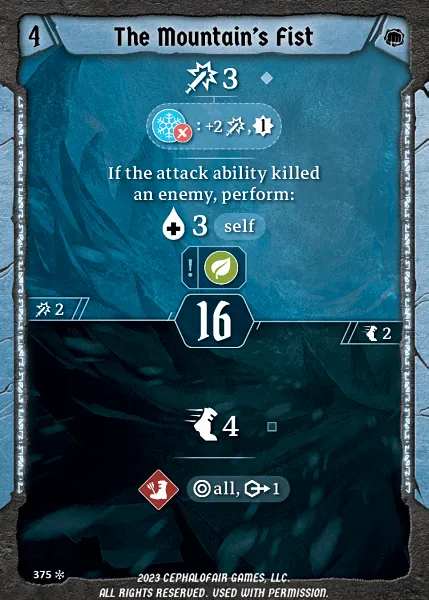 4
The Mountain's Fist
3
: +2 ,
If the attack ability killed
an enemy, perform:
3 self
!
2
16
2
4
all, 1
375
2023 CEPHALOFAIR GAMES, LLC.
ALL RIGHTS RESERVED. USED WITH PERMISSION.